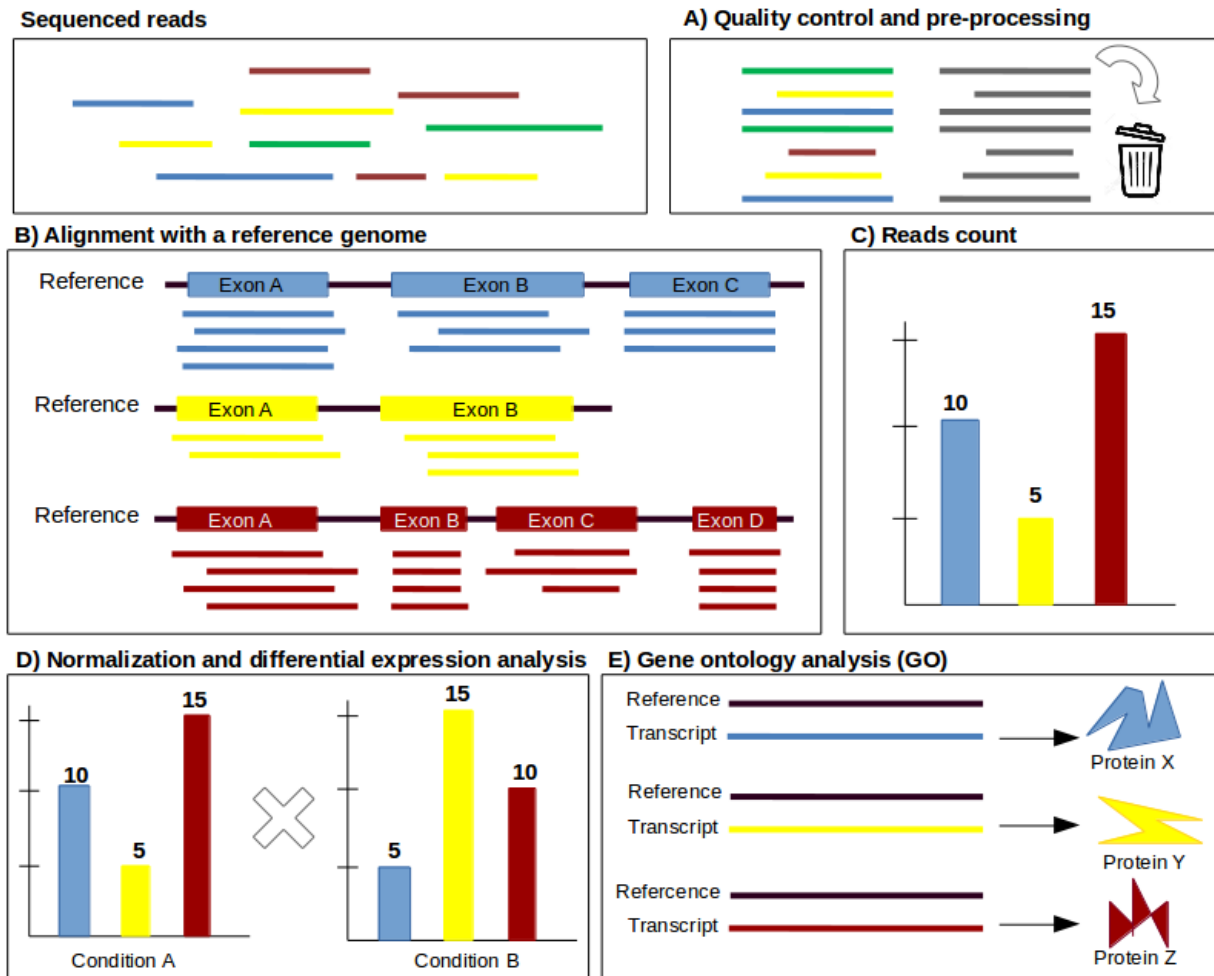 Sequenced reads
A) Quality control and pre-processing
B) Alignment with a reference genome
Reference
Exon A
Exon B
Exon C
Reference
Exon A
Exon B
Reference
Exon A
Exon B
Exon C
Exon D
C) Reads count
10
5
15
D) Normalization and differential expression analysis
10
5
15
Condition A
5
15
10
Condition B
E) Gene ontology analysis (GO)
Reference
Transcript
Protein X
Reference
Transcript
Protein Y
Refercence
Transcript
Protein Z